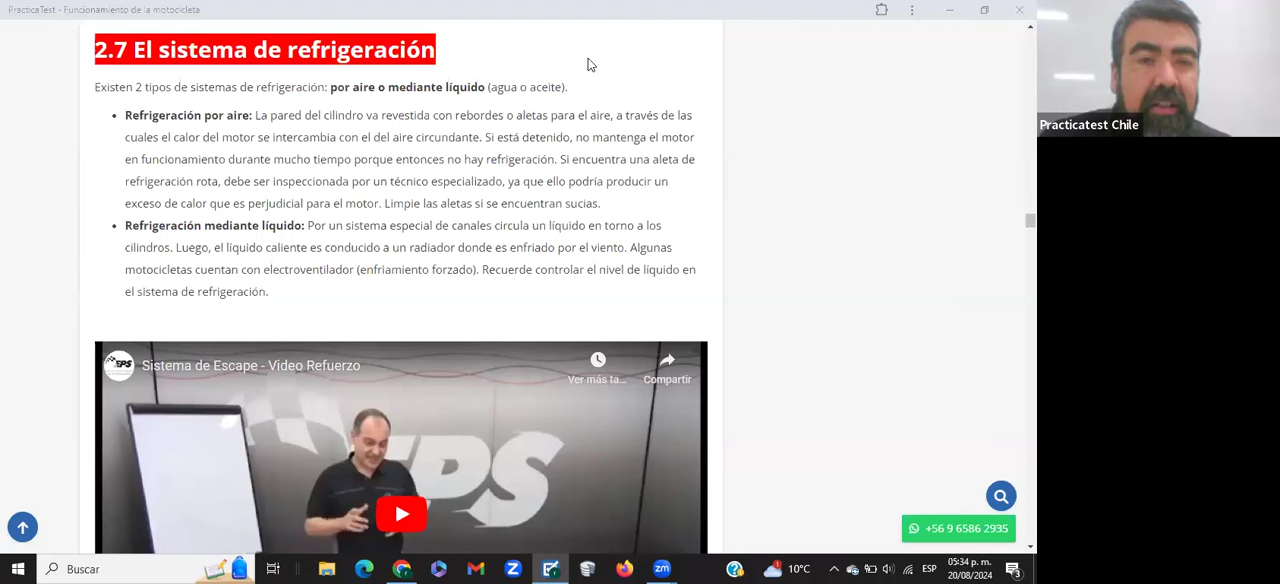 PracticaTest - Funcionamiento de la motocicleta
2.7 El sistema de refrigeración
Existen 2 tipos de sistemas de refrigeración: por aire o mediante líquido (agua o aceite).
• Refrigeración por aire: La pared del cilindro va revestida con rebordes o aletas para el aire, a través de las
cuales el calor del motor se intercambia con el del aire circundante. Si está detenido, no mantenga el motor
en funcionamiento durante mucho tiempo porque entonces no hay refrigeración. Si encuentra una aleta de
refrigeración rota, debe ser inspeccionada por un técnico especializado, ya que ello podría producir un
exceso de calor que es perjudicial para el motor. Limpie las aletas si se encuentran sucias.
• Refrigeración mediante líquido: Por un sistema especial de canales circula un líquido en torno a los
cilindros. Luego, el líquido caliente es conducido a un radiador donde es enfriado por el viento. Algunas
motocicletas cuentan con electroventilador (enfriamiento forzado). Recuerde controlar el nivel de líquido en
el sistema de refrigeración.
Practicatest Chile
EPS
Sistema de Escape - Video Refuerzo
Ver más ta...
Compartir
EPS
+56 9 6586 2935
Buscar
zm
10°C
ESP
05:34 p. m.
20/08/2024
3